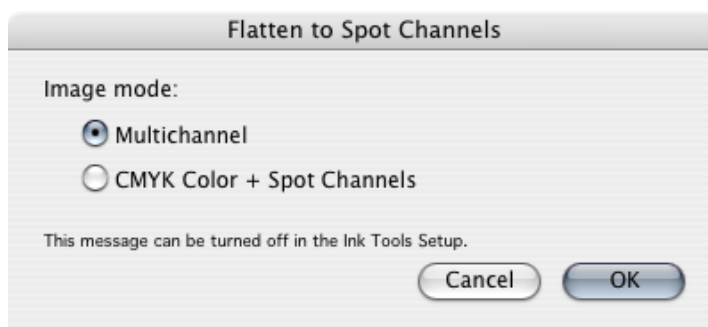 Flatten to Spot Channels
Image mode:
Multichannel
CMYK Color + Spot Channels
This message can be turned off in the Ink Tools Setup.
Cancel OK